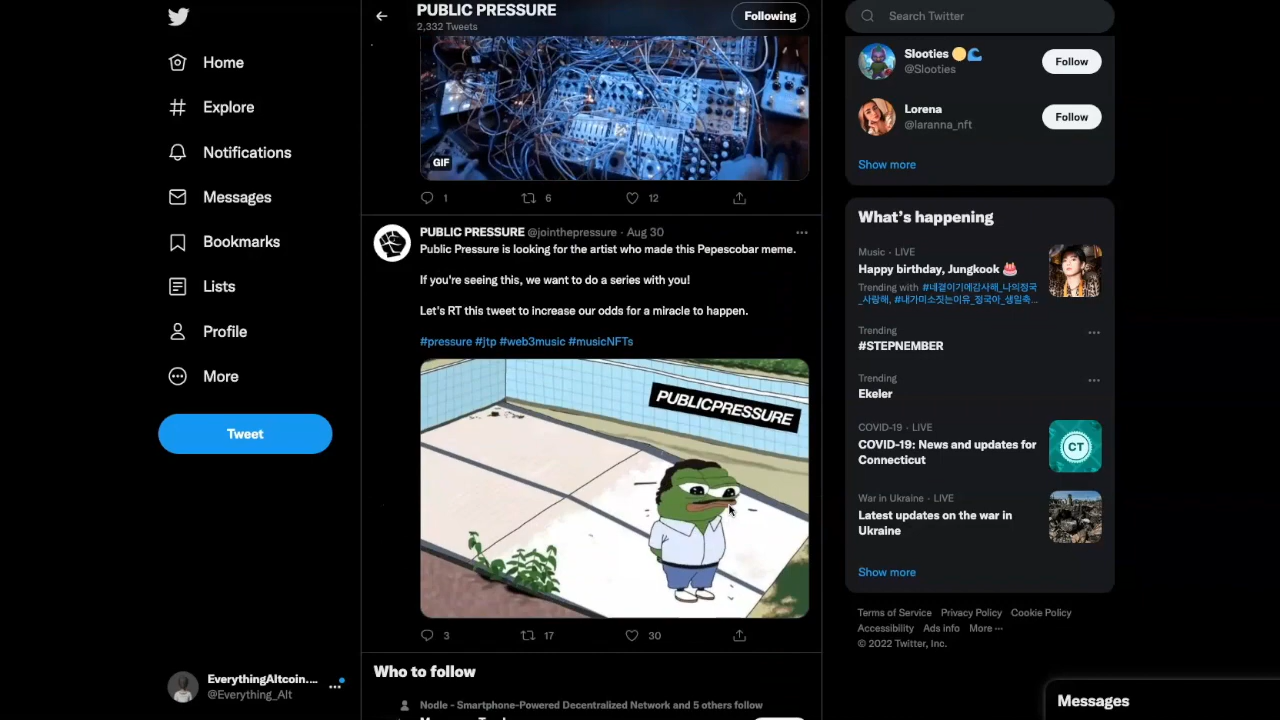 Home
Explore
Notifications
Messages
Bookmarks
Lists
Profile
More
Tweet
EverythingAltcoin....
@Everything_Alt
PUBLIC PRESSURE
2,332 Tweets
Following
GIF
1 6 12
PUBLIC PRESSURE @jointhepressure · Aug 30
Public Pressure is looking for the artist who made this Pepescobar meme.
If you're seeing this, we want to do a series with you!
Let's RT this tweet to increase our odds for a miracle to happen.
#pressure #jtp #web3music #musicNFTs
PUBLICPRESSURE
3 17 30
Who to follow
Nodle - Smartphone-Powered Decentralized Network and 5 others follow
Search Twitter
Slooties
@Slooties
Follow
Lorena
@laranna_nft
Follow
Show more
What's happening
Music · LIVE
Happy birthday, Jungkook
Trending with #네곁이기에감사해_나의정국
_사랑해, #내가미소짓는이유_정국아_생일축...
Trending
#STEPNEMBER
Trending
Ekeler
COVID-19 · LIVE
COVID-19: News and updates for
Connecticut
CT
War in Ukraine · LIVE
Latest updates on the war in
Ukraine
Show more
Terms of Service Privacy Policy Cookie Policy
Accessibility Ads info More ···
© 2022 Twitter, Inc.
Messages